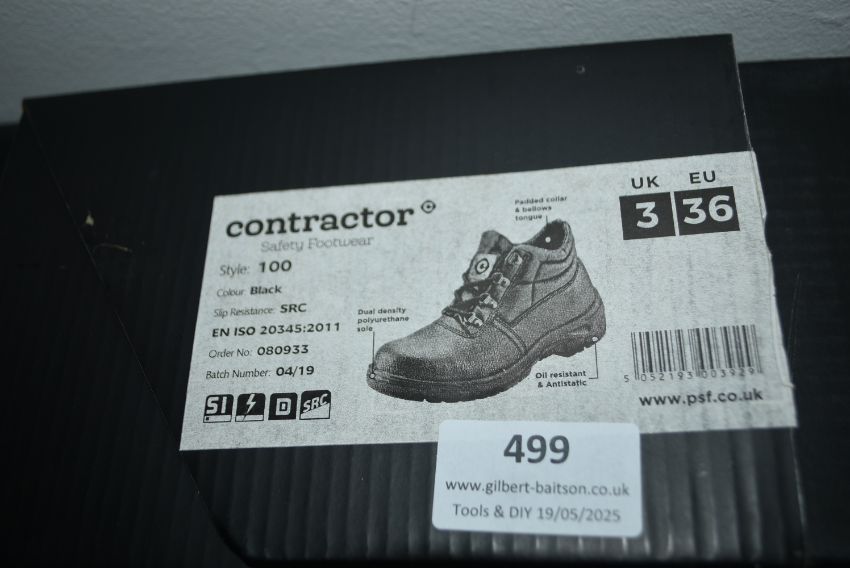 contractor
Safety Footwear
Style: 100
Colour: Black
Slip Resistance: SRC
EN ISO 20345:2011
Order No: 080933
Batch Number: 04/19
S1
D
SRC
Dual density
polyurethane
sole
Padded collar
& bellows
tongue
Oil resistant
& Antistatic
UK EU
3 36
5 052193 003929
www.psf.co.uk
499
www.gilbert-baitson.co.uk
Tools & DIY 19/05/2025